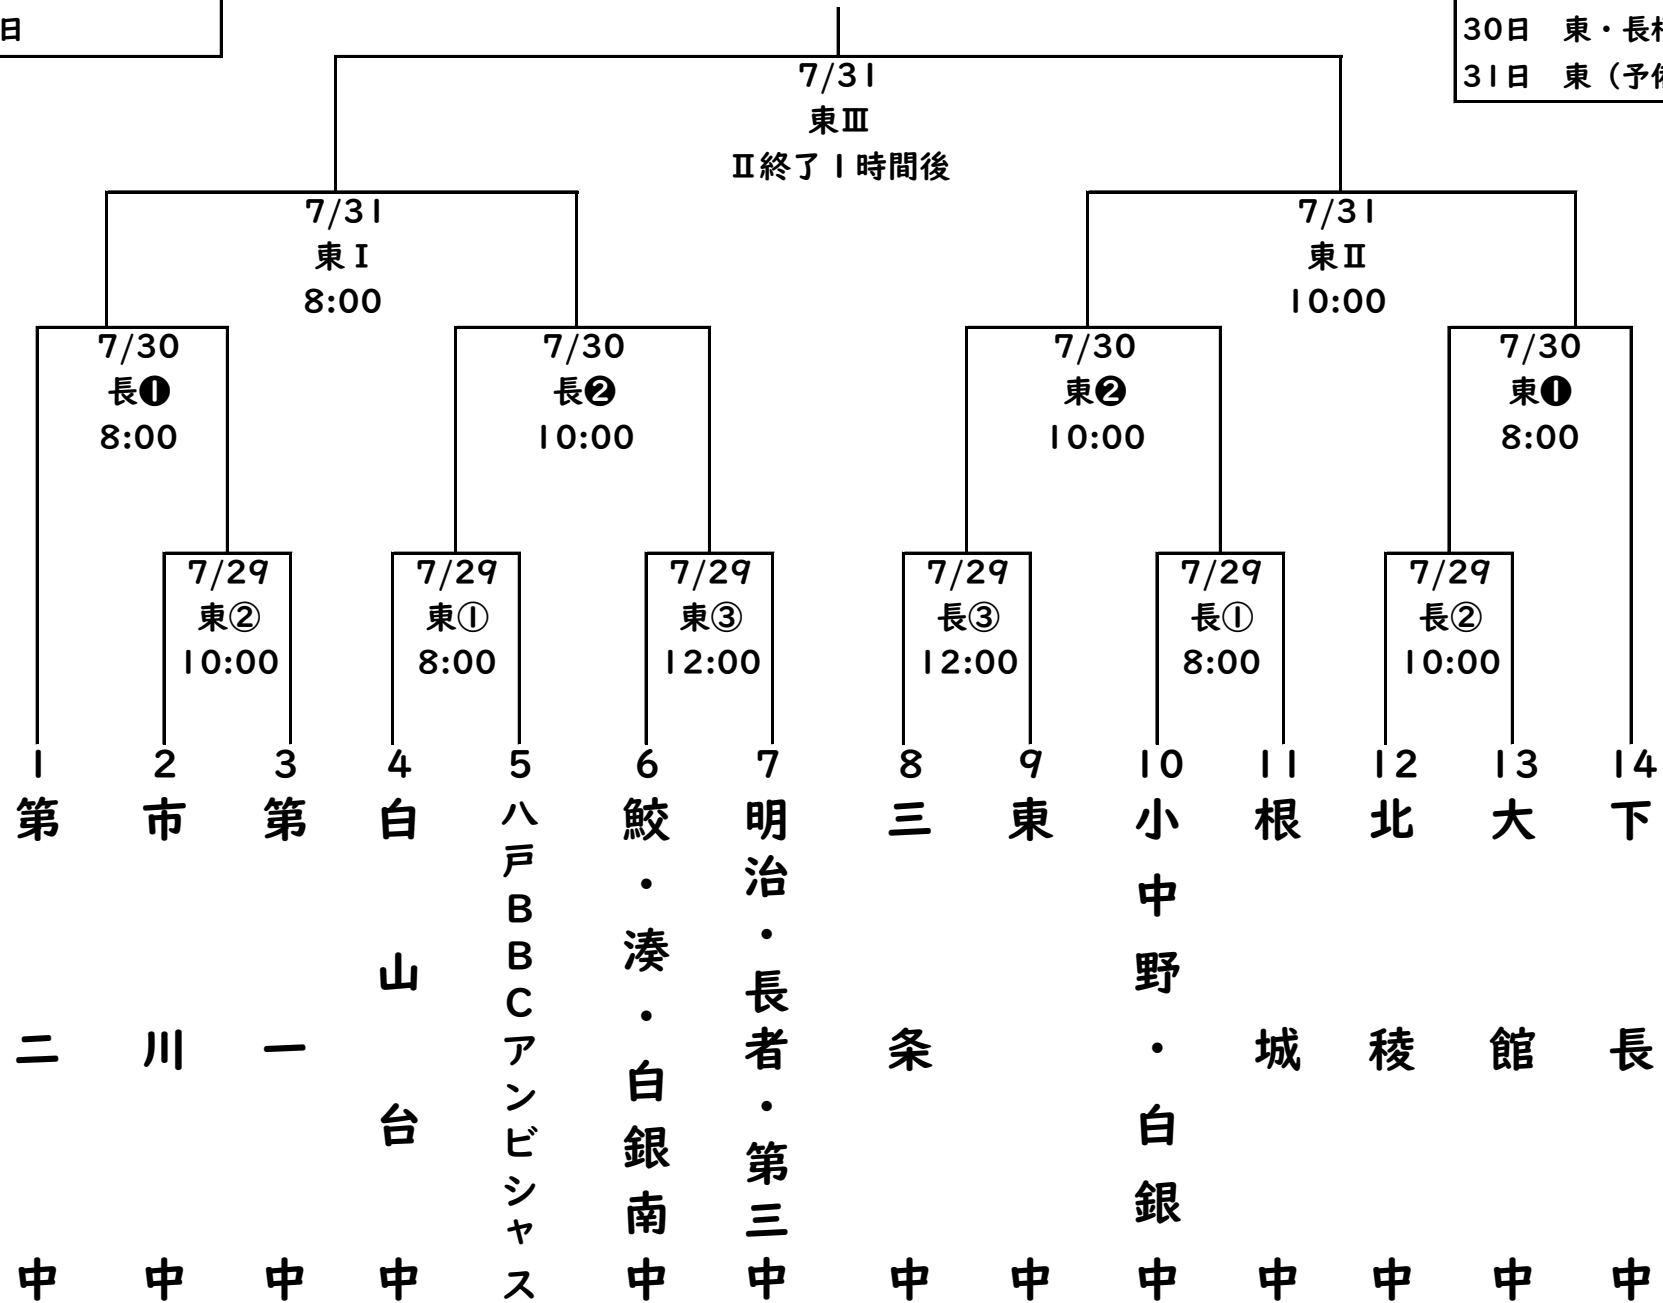 日
30日　東・長
31日　東（予
7/31
東Ⅲ
Ⅱ終了1時間後
7/31
東Ⅰ
8:00
7/31
東Ⅱ
10:00
7/30
長❶
8:00
7/30
長❷
10:00
7/30
東❷
10:00
7/30
東❶
8:00
7/29
東②
10:00
7/29
東①
8:00
7/29
東③
12:00
7/29
長③
12:00
7/29
長①
8:00
7/29
長②
10:00
1
第二中
2
市川中
3
第一中
4
白山台中
5
八戸BBCアンビシャス
6
鮫・湊・白銀南中
7
明治・長者・第三中
8
三条中
9
東中
10
小中野・白銀中
11
根城中
12
北稜中
13
大館中
14
下長中